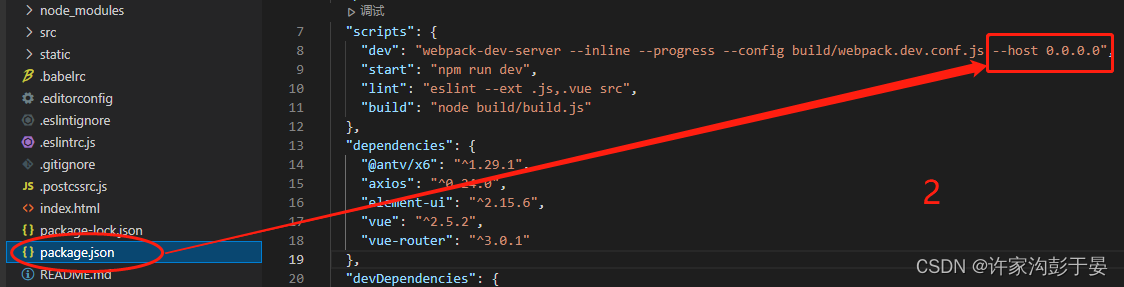 node_modules
src
static
.babelrc
.editorconfig
.eslintignore
.eslintrc.js
.gitignore
JS .postcssrc.js
<> index.html
{} package-lock.json
{} package.json
README.md
调试
7 "scripts": {
8 "dev": "webpack-dev-server --inline --progress --config build/webpack.dev.conf.js --host 0.0.0.0",
9 "start": "npm run dev",
10 "lint": "eslint --ext .js,.vue src",
11 "build": "node build/build.js"
12 },
13 "dependencies": {
14 "@antv/x6": "^1.29.1",
15 "axios": "^0.24.0",
16 "element-ui": "^2.15.6",
17 "vue": "^2.5.2",
18 "vue-router": "^3.0.1"
19 },
20 "devDependencies": {
2
CSDN @许家沟彭于晏